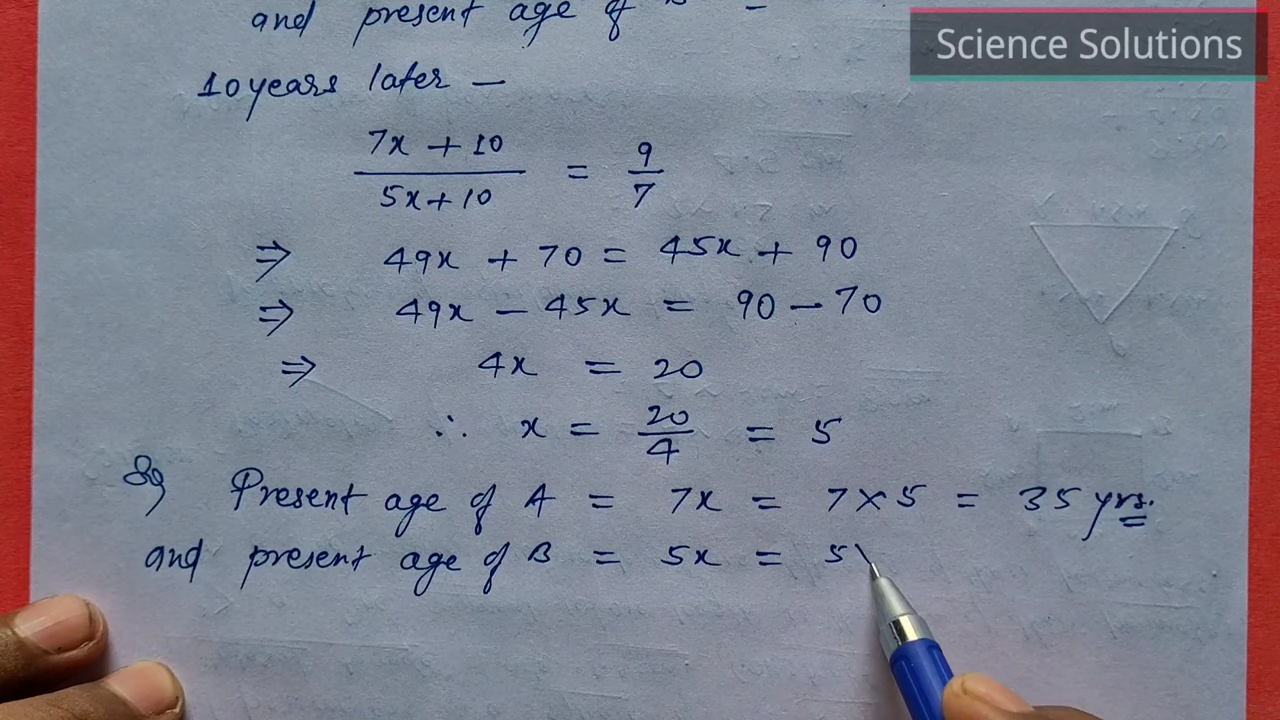 and present age of B =
Science Solutions
10 years later —
7x + 10
5x + 10
= 9/7
⇒ 49x + 70 = 45x + 90
⇒ 49x − 45x = 90 − 70
⇒ 4x = 20
∴ x = 20/4 = 5
So Present age of A = 7x = 7 × 5 = 35 yrs.
and present age of B = 5x = 5